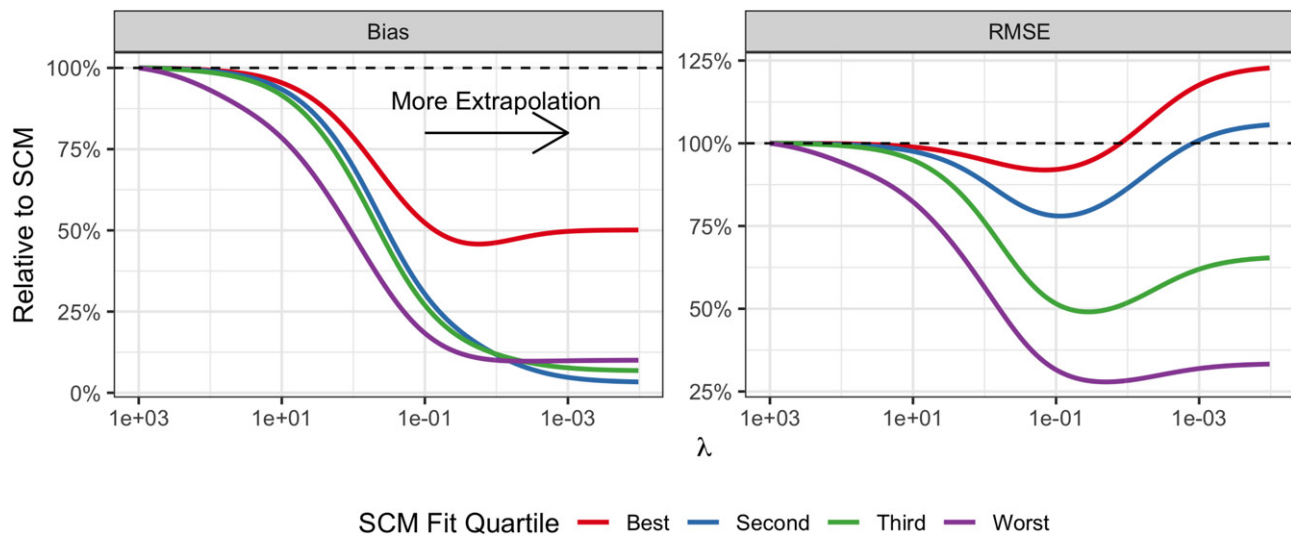 Bias
RMSE
Relative to SCM
100%
75%
50%
25%
0%
More Extrapolation
1e+03
1e+01
1e-01
1e-03
125%
100%
75%
50%
25%
1e+03
1e+01
1e-01
1e-03
λ
SCM Fit Quartile Best Second Third Worst